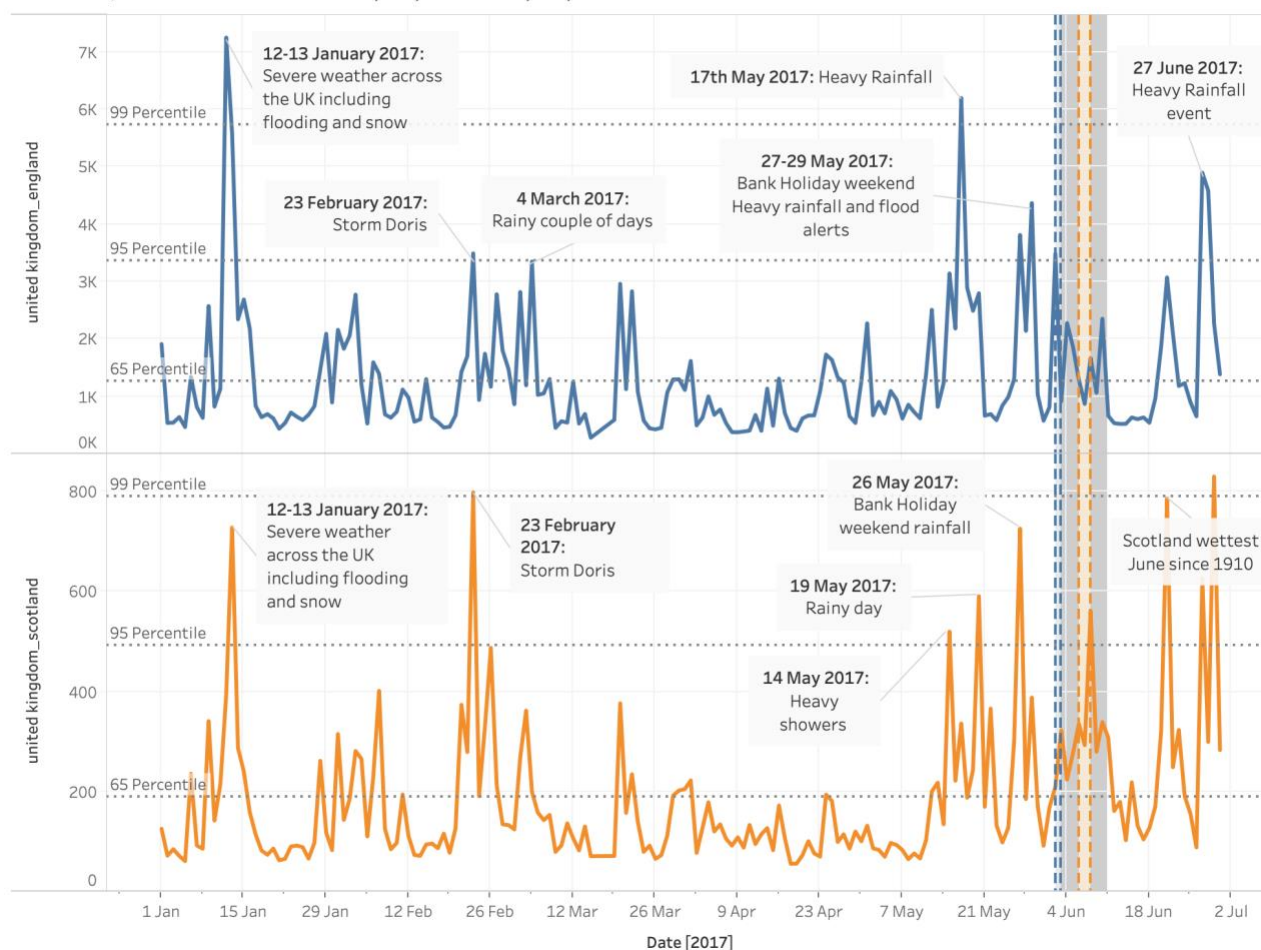 7K
6K
5K
4K
3K
2K
1K
0K
united kingdom_england
99 Percentile
95 Percentile
65 Percentile
12-13 January 2017:
Severe weather across
the UK including
flooding and snow
23 February 2017:
Storm Doris
4 March 2017:
Rainy couple of days
17th May 2017: Heavy Rainfall
27-29 May 2017:
Bank Holiday weekend
Heavy rainfall and flood
alerts
27 June 2017:
Heavy Rainfall
event
800
600
400
200
0
united kingdom_scotland
99 Percentile
95 Percentile
65 Percentile
12-13 January 2017:
Severe weather
across the UK
including flooding
and snow
23 February
2017:
Storm Doris
26 May 2017:
Bank Holiday
weekend rainfall
19 May 2017:
Rainy day
14 May 2017:
Heavy
showers
Scotland wettest
June since 1910
1 Jan
15 Jan
29 Jan
12 Feb
26 Feb
12 Mar
26 Mar
9 Apr
23 Apr
7 May
21 May
4 Jun
18 Jun
2 Jul
Date [2017]